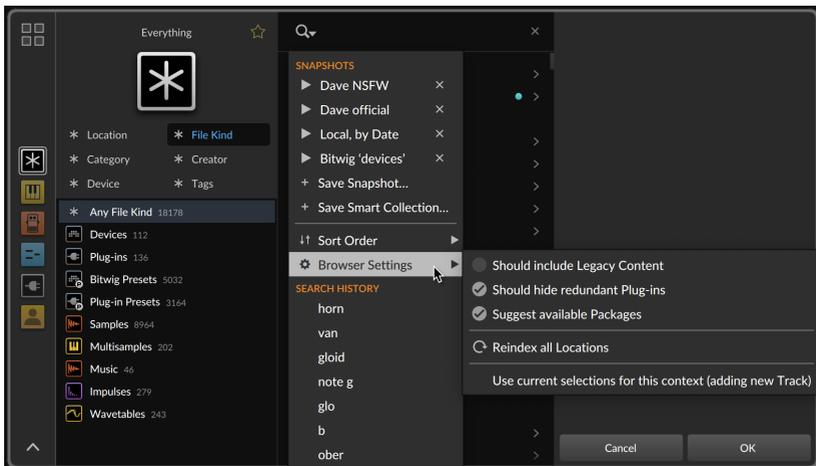 Everything
Location
File Kind
Category
Creator
Device
Tags
Any File Kind 18178
Devices 112
Plug-ins 136
Bitwig Presets 5032
Plug-in Presets 3164
Samples 8964
Multisamples 202
Music 46
Impulses 279
Wavetables 243
SNAPSHOTS
Dave NSFW
Dave official
Local, by Date
Bitwig ‘devices’
Save Snapshot...
Save Smart Collection...
Sort Order
Browser Settings
SEARCH HISTORY
horn
van
gloid
note g
glo
b
ober
Should include Legacy Content
Should hide redundant Plug-ins
Suggest available Packages
Reindex all Locations
Use current selections for this context (adding new Track)
Cancel
OK